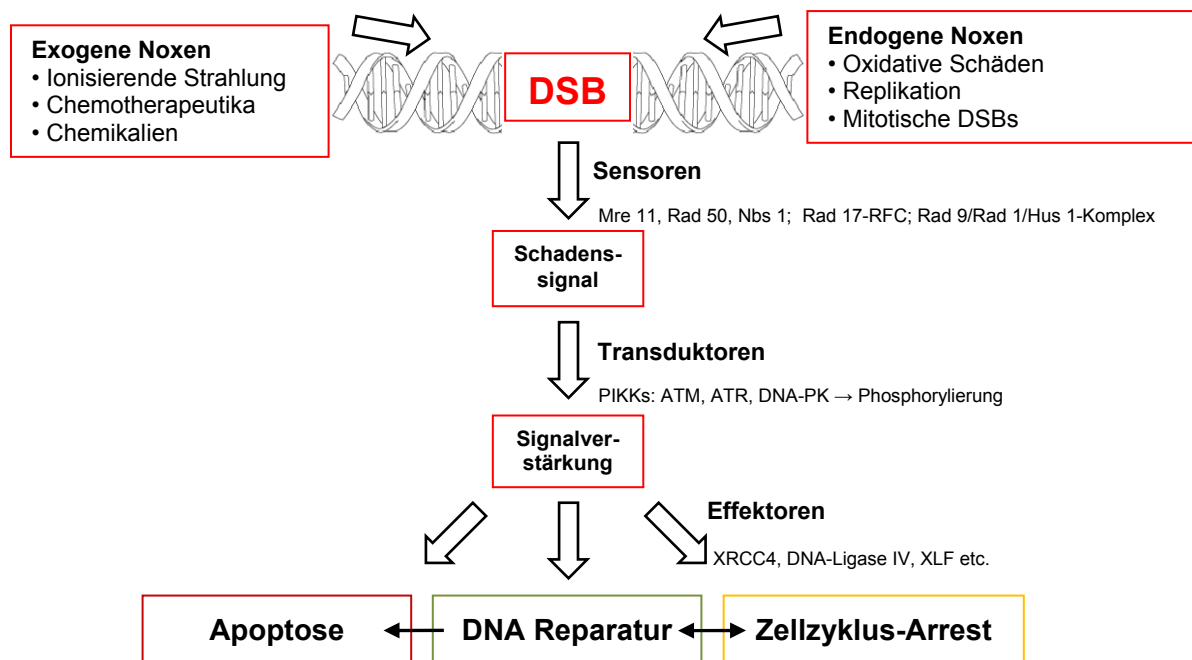 Exogene Noxen
• Ionisierende Strahlung
• Chemotherapeutika
• Chemikalien
DSB
Endogene Noxen
• Oxidative Schäden
• Replikation
• Mitotische DSBs
Sensoren
Mre 11, Rad 50, Nbs 1; Rad 17-RFC; Rad 9/Rad 1/Hus 1-Komplex
Schadens-
signal
Transduktoren
PIKKs: ATM, ATR, DNA-PK → Phosphorylierung
Signalver-
stärkung
Effektoren
XRCC4, DNA-Ligase IV, XLF etc.
Apoptose
DNA Reparatur
Zellzyklus-Arrest